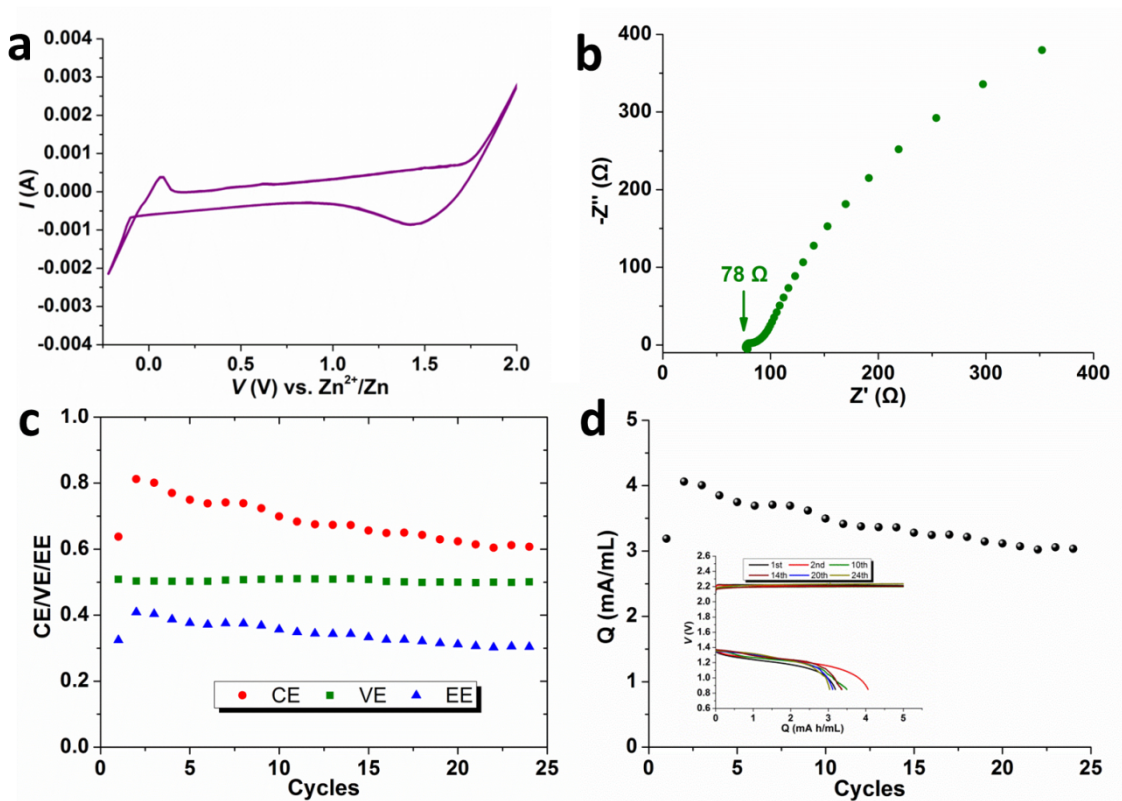 a
0.004
0.003
0.002
0.001
0.000
-0.001
-0.002
-0.003
-0.004
I (A)
0.0 0.5 1.0 1.5 2.0
V (V) vs. Zn²⁺/Zn
b
400
300
200
100
0
-Z'' (Ω)
78 Ω
0 100 200 300 400
Z' (Ω)
c
1.0
0.8
0.6
0.4
0.2
0.0
CE/VE/EE
CE VE EE
0 5 10 15 20 25
Cycles
d
5
4
3
2
1
0
Q (mA/mL)
2.6
2.4
2.2
2.0
1.8
1.6
1.4
1.2
1.0
0.8
0.6
V (V)
1st 2nd 10th
14th 20th 24th
0 1 2 3 4 5
Q (mA h/mL)
0 5 10 15 20 25
Cycles